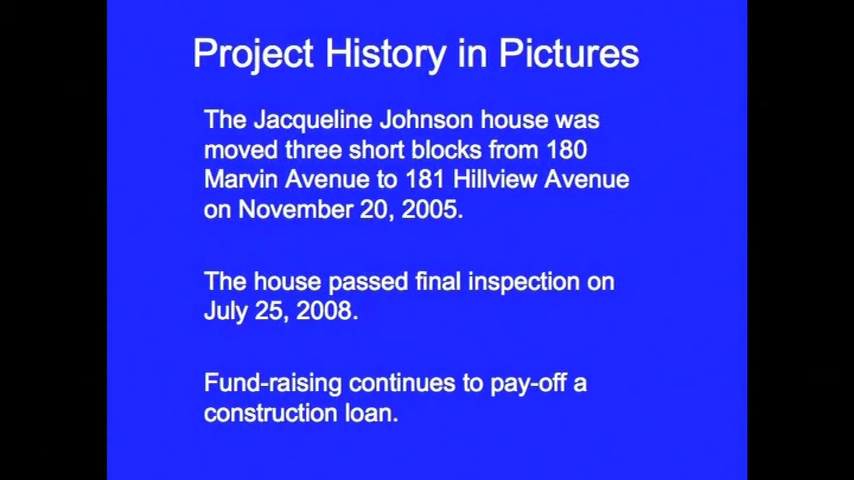 Project History in Pictures
The Jacqueline Johnson house was
moved three short blocks from 180
Marvin Avenue to 181 Hillview Avenue
on November 20, 2005.
The house passed final inspection on
July 25, 2008.
Fund-raising continues to pay-off a
construction loan.